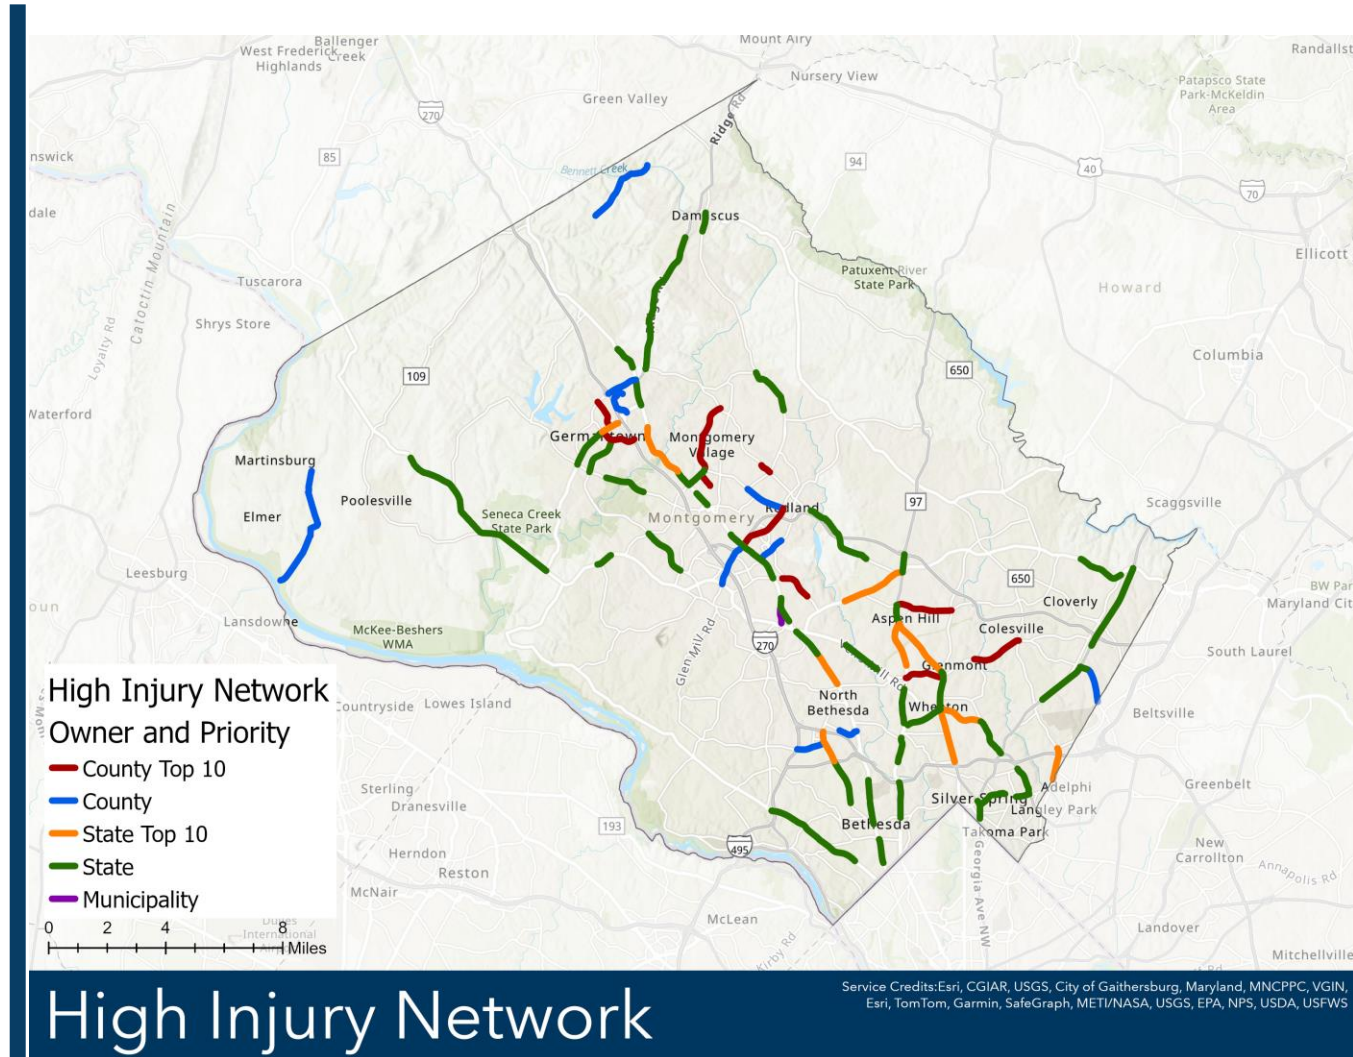 Mount Airy
Randallst
West Frederick
Highlands
Ballenger
Creek
Nursery View
Patapsco State
Park-McKeldin
Area
Green Valley
270
Ridge Rd
nswick
85
Bennett Creek
94
40
70
dale
Damascus
Catoctin Mountain
Ellicott
Tuscarora
Patuxent River
State Park
Howard
Shrys Store
Loyalty Rd
Columbia
109
650
Waterford
Germantown
Montgomery
Village
Martinsburg
Poolesville
Elmer
Seneca Creek
State Park
Redland
Montgomery
97
Scaggsville
Leesburg
oun
650
BW Par
Maryland Cit
Cloverly
Lansdowne
McKee-Beshers
WMA
Aspen Hill
Colesville
270
Glen Mill Rd
Glenmont
South Laurel
North
Bethesda
Wheaton
Beltsville
Countryside
Lowes Island
High Injury Network
Owner and Priority
County Top 10
County
State Top 10
State
Municipality
0 2 4 8
Miles
Sterling
Dranesville
Adelphi
Langley Park
Greenbelt
Silver Spring
Bethesda
Takoma Park
193
495
Herndon
Reston
McNair
New
Carrollton
Annapolis Rd
Georgia Ave NW
McLean
Kirby Rd
Landover
Mitchellville
International
High Injury Network
Service Credits:Esri, CGIAR, USGS, City of Gaithersburg, Maryland, MNCPPC, VGIN,
Esri, TomTom, Garmin, SafeGraph, METI/NASA, USGS, EPA, NPS, USDA, USFWS